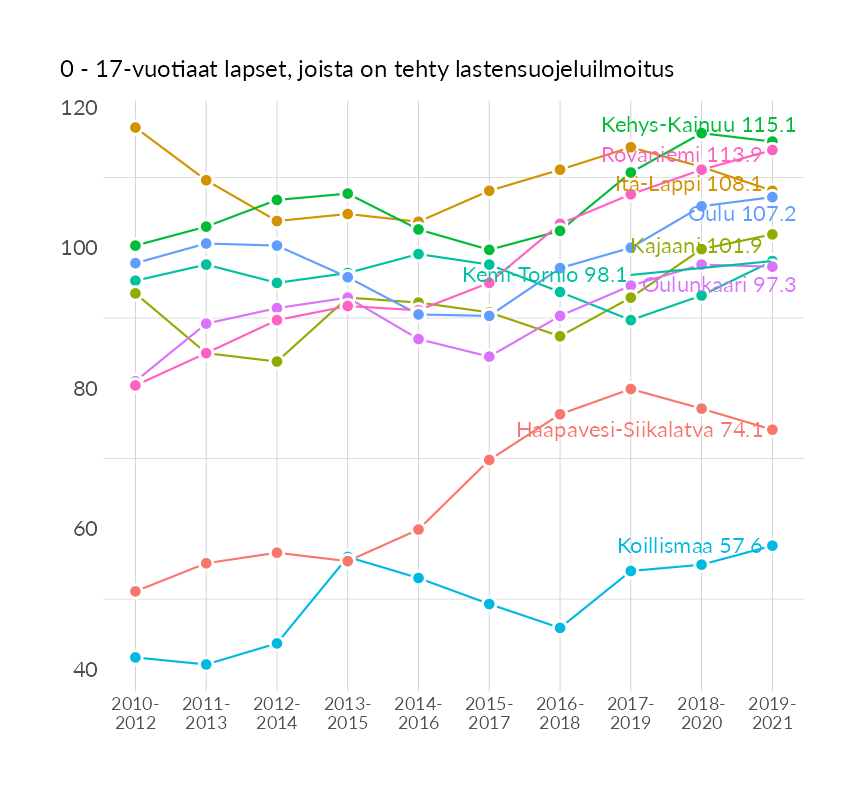 0 - 17-vuotiaat lapset, joista on tehty lastensuojeluilmoitus
120
Kehys-Kainuu 115.1
Rovaniemi 113.9
Itä-Lappi 108.1
Oulu 107.2
100
Kajaani 101.9
Kemi-Tornio 98.1
Oulunkaari 97.3
80
Haapavesi-Siikalatva 74.1
60
Koillismaa 57.6
40
2010- 2011- 2012- 2013- 2014- 2015- 2016- 2017- 2018- 2019-
2012 2013 2014 2015 2016 2017 2018 2019 2020 2021